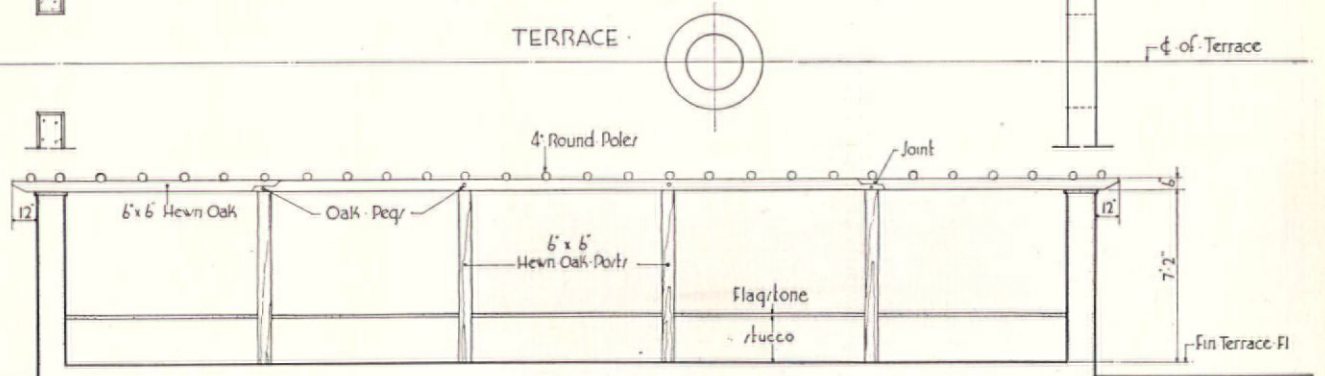 TERRACE
℄ of Terrace
4" Round Poles
Joint
6"
12"
6"x 6" Hewn Oak
Oak Pegs
12"
6" x 6"
Hewn Oak Posts
7'-2"
Flagstone
stucco
Fin Terrace Fl